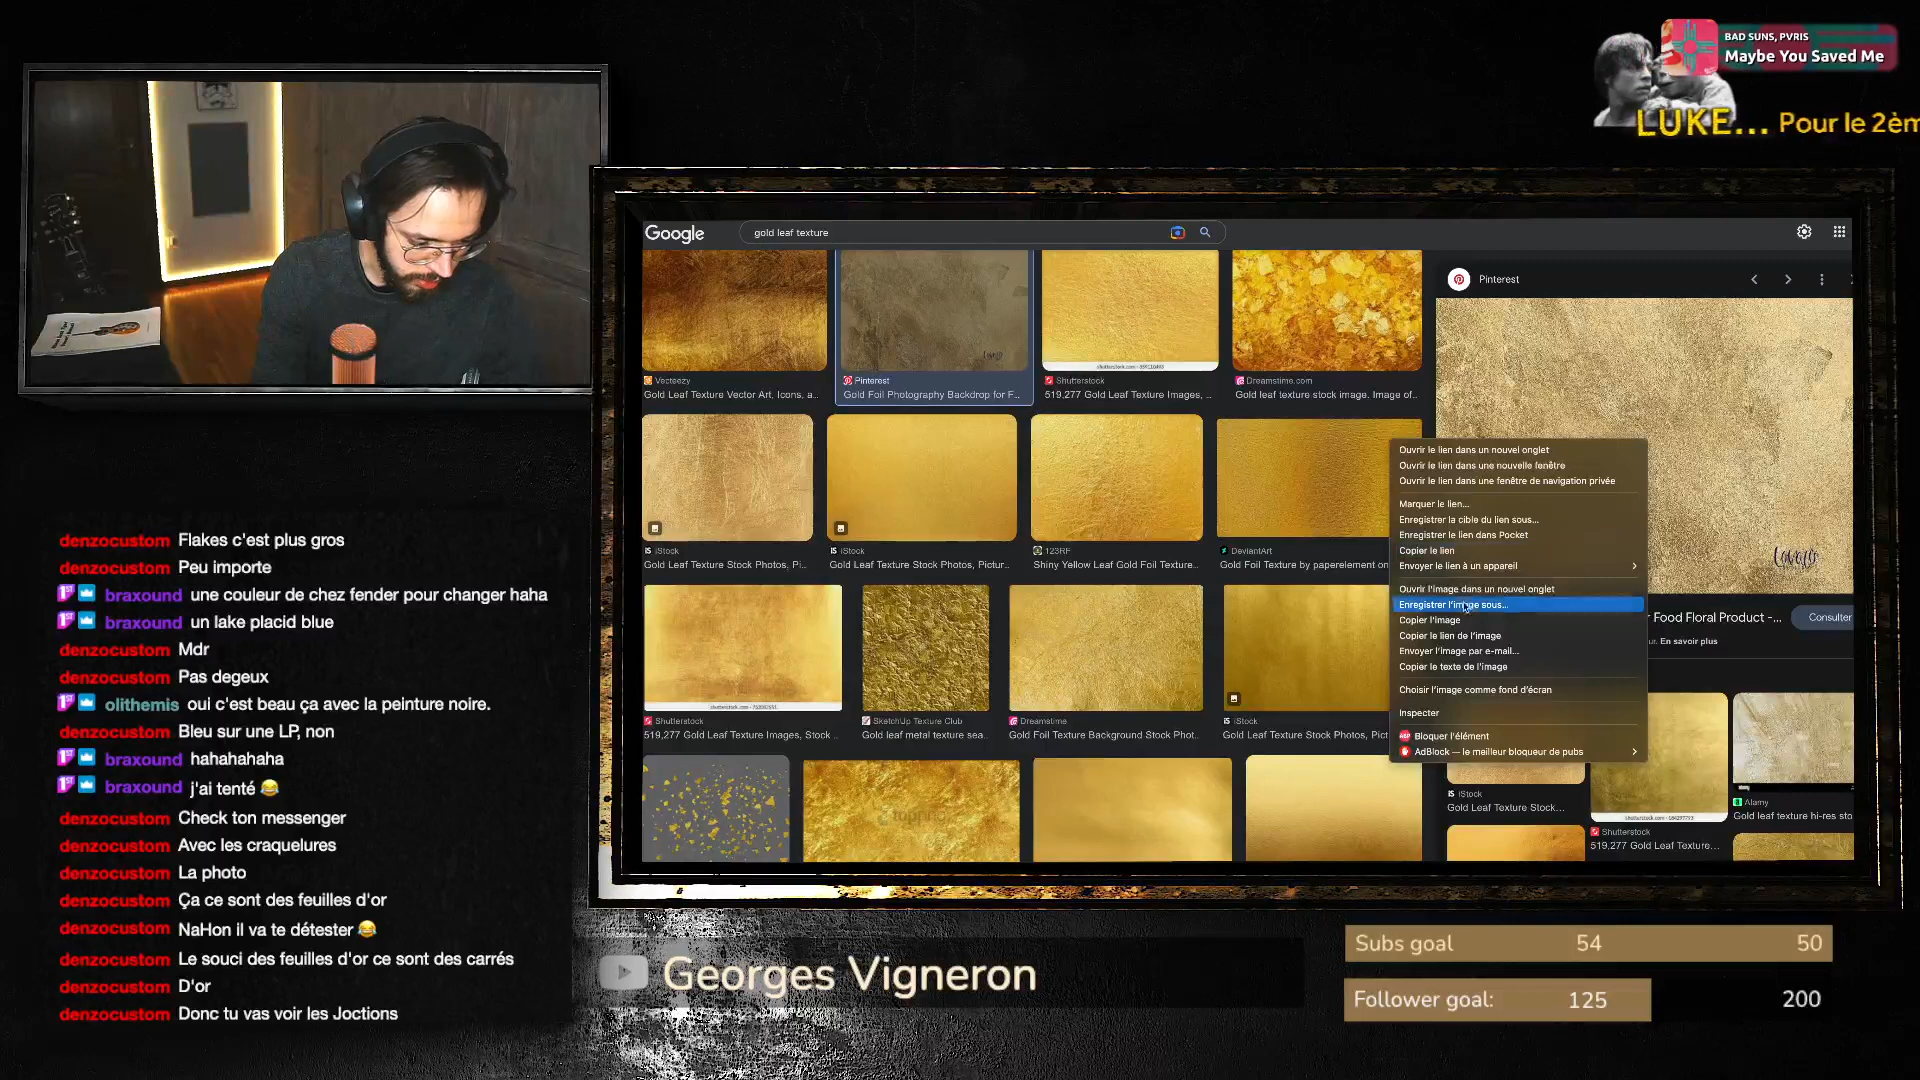 BAD SUNS, PVRIS
Maybe You Saved Me
LUKE... Pour le 2èm
Google
gold leaf texture
Pinterest
Vecteezy
Gold Leaf Texture Vector Art, Icons, a...
Pinterest
Gold Foil Photography Backdrop for F...
Shutterstock
519,277 Gold Leaf Texture Images, ...
Dreamstime.com
Gold leaf texture stock image. Image of...
iStock
Gold Leaf Texture Stock Photos, Pi...
iStock
Gold Leaf Texture Stock Photos, Pictur...
123RF
Shiny Yellow Leaf Gold Foil Texture...
DeviantArt
Gold Foil Texture by paperelement on
Shutterstock
519,277 Gold Leaf Texture Images, Stock ...
SketchUp Texture Club
Gold leaf metal texture sea...
Dreamstime
Gold Foil Texture Background Stock Phot...
iStock
Gold Leaf Texture Stock Photos, Pict
Ouvrir le lien dans un nouvel onglet
Ouvrir le lien dans une nouvelle fenêtre
Ouvrir le lien dans une fenêtre de navigation privée
Marquer le lien...
Enregistrer la cible du lien sous...
Enregistrer le lien dans Pocket
Copier le lien
Envoyer le lien à un appareil
Ouvrir l'image dans un nouvel onglet
Enregistrer l'image sous...
Copier l'image
Copier le lien de l'image
Envoyer l'image par e-mail...
Copier le texte de l'image
Choisir l'image comme fond d'écran
Inspecter
Bloquer l'élément
AdBlock — le meilleur bloqueur de pubs
r Food Floral Product -...
Consulter
ur. En savoir plus
iStock
Gold Leaf Texture Stock...
Shutterstock
519,277 Gold Leaf Texture...
Alamy
Gold leaf texture hi-res sto
denzocustom Flakes c'est plus gros
denzocustom Peu importe
braxound une couleur de chez fender pour changer haha
braxound un lake placid blue
denzocustom Mdr
denzocustom Pas degeux
olithemis oui c'est beau ça avec la peinture noire.
denzocustom Bleu sur une LP, non
braxound hahahahaha
braxound j'ai tenté 😂
denzocustom Check ton messenger
denzocustom Avec les craquelures
denzocustom La photo
denzocustom Ça ce sont des feuilles d'or
denzocustom NaHon il va te détester 😂
denzocustom Le souci des feuilles d'or ce sont des carrés
denzocustom D'or
denzocustom Donc tu vas voir les Joctions
Georges Vigneron
Subs goal 54 50
Follower goal: 125 200